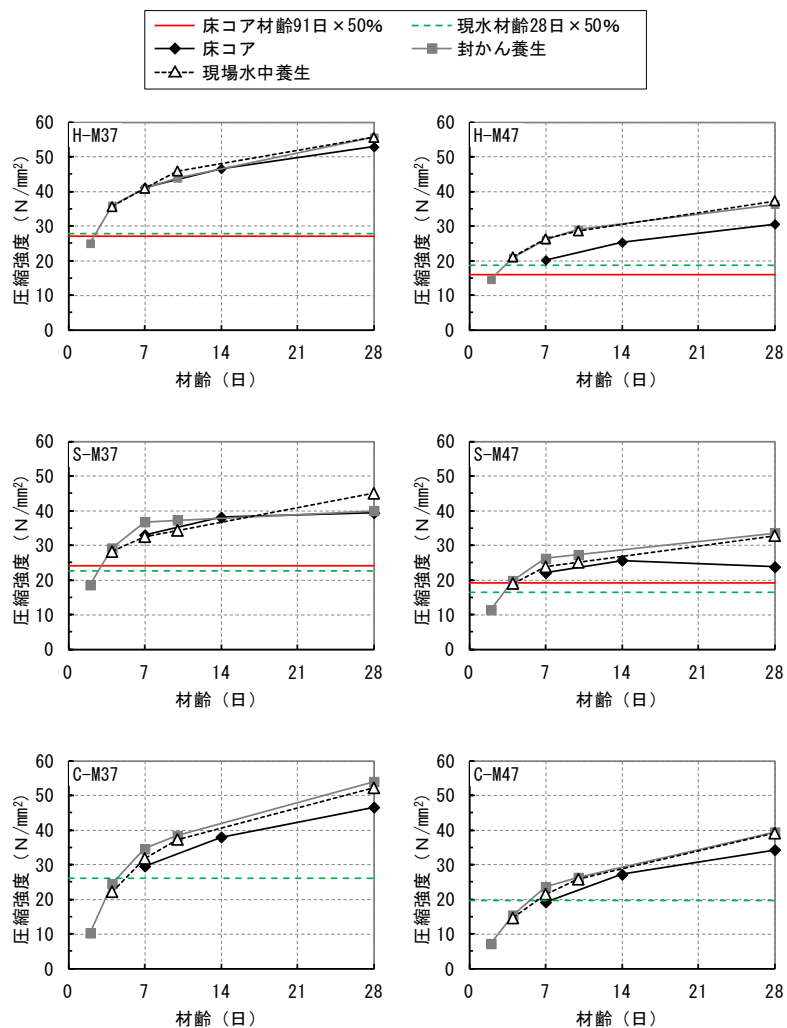 床コア材齢91日×50%
現水材齢28日×50%
床コア
封かん養生
現場水中養生
H-M37
60
50
40
30
20
10
0
0 7 14 21 28
圧縮強度（N/mm²）
材齢（日）
H-M47
60
50
40
30
20
10
0
0 7 14 21 28
圧縮強度（N/mm²）
材齢（日）
S-M37
60
50
40
30
20
10
0
0 7 14 21 28
圧縮強度（N/mm²）
材齢（日）
S-M47
60
50
40
30
20
10
0
0 7 14 21 28
圧縮強度（N/mm²）
材齢（日）
C-M37
60
50
40
30
20
10
0
0 7 14 21 28
圧縮強度（N/mm²）
材齢（日）
C-M47
60
50
40
30
20
10
0
0 7 14 21 28
圧縮強度（N/mm²）
材齢（日）